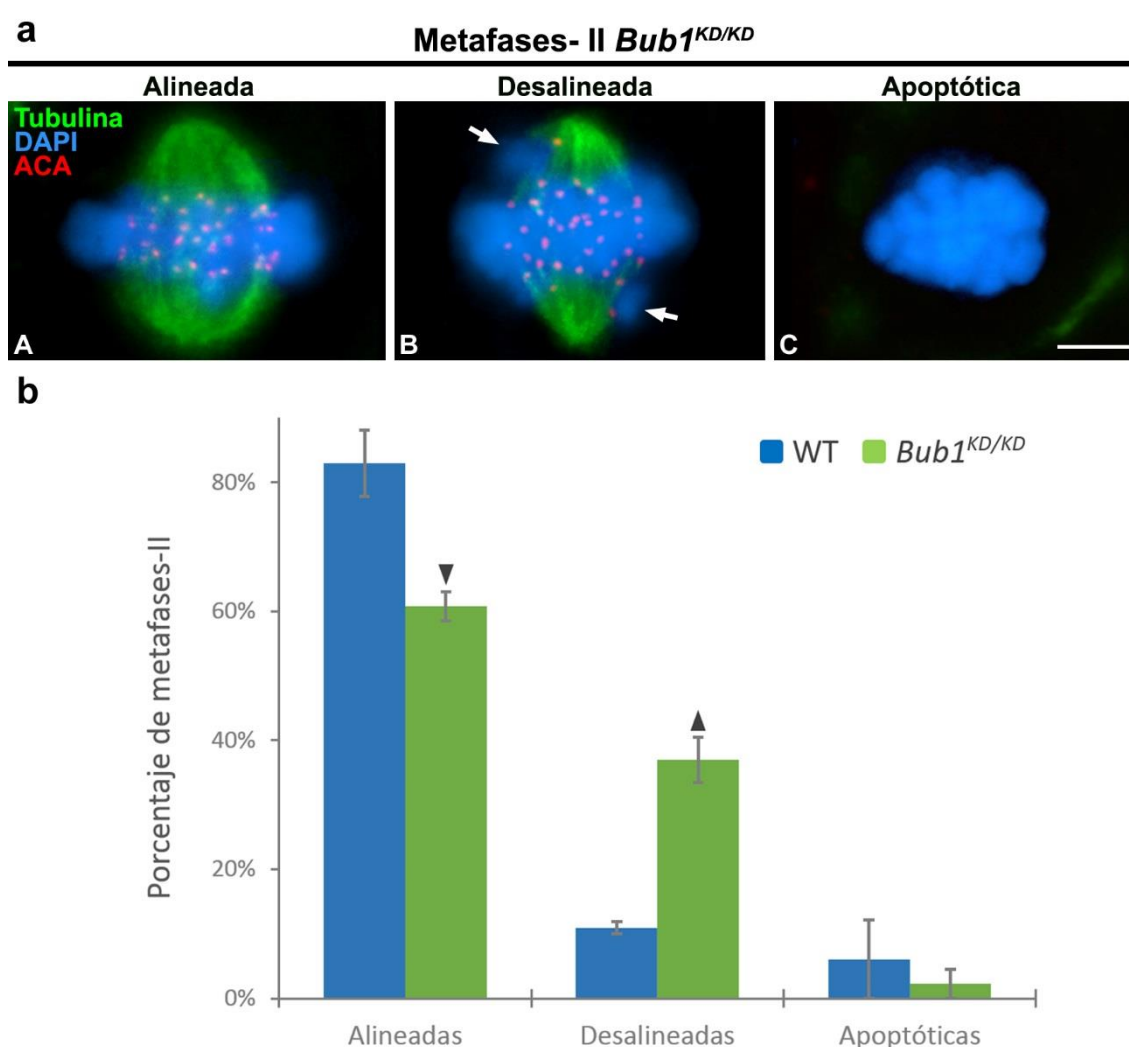 a
Metafases- II Bub1KD/KD
Alineada
Desalineada
Apoptótica
Tubulina
DAPI
ACA
A
B
C
b
WT
Bub1KD/KD
Porcentaje de metafases-II
80%
60%
40%
20%
0%
Alineadas
Desalineadas
Apoptóticas